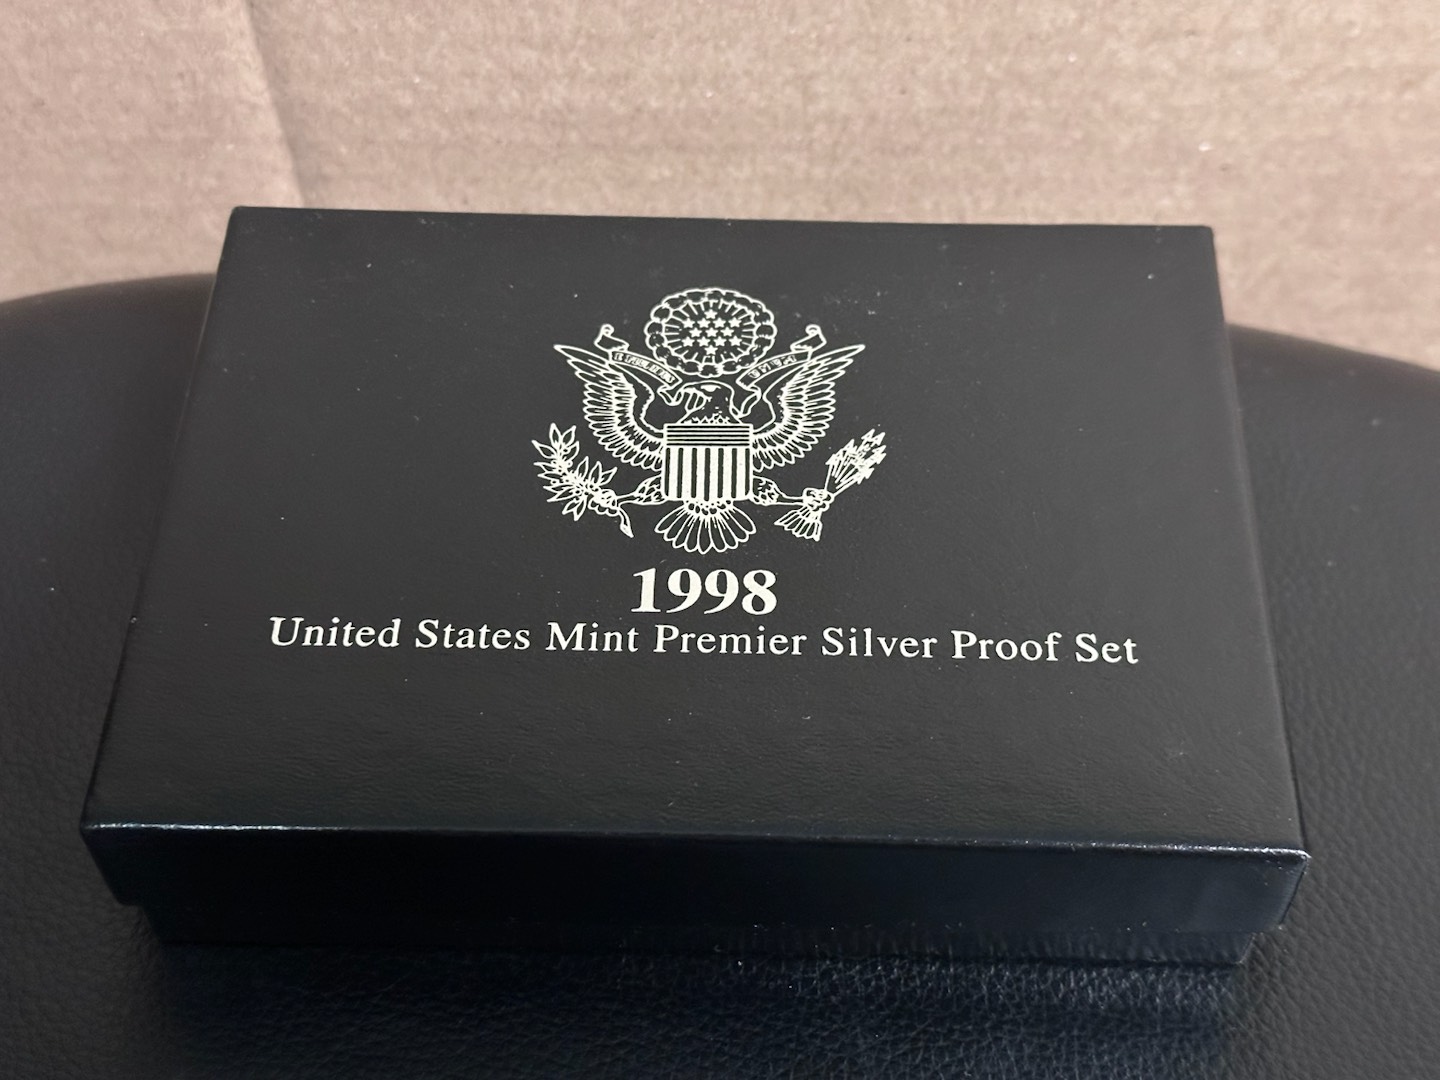 1998
United States Mint Premier Silver Proof Set